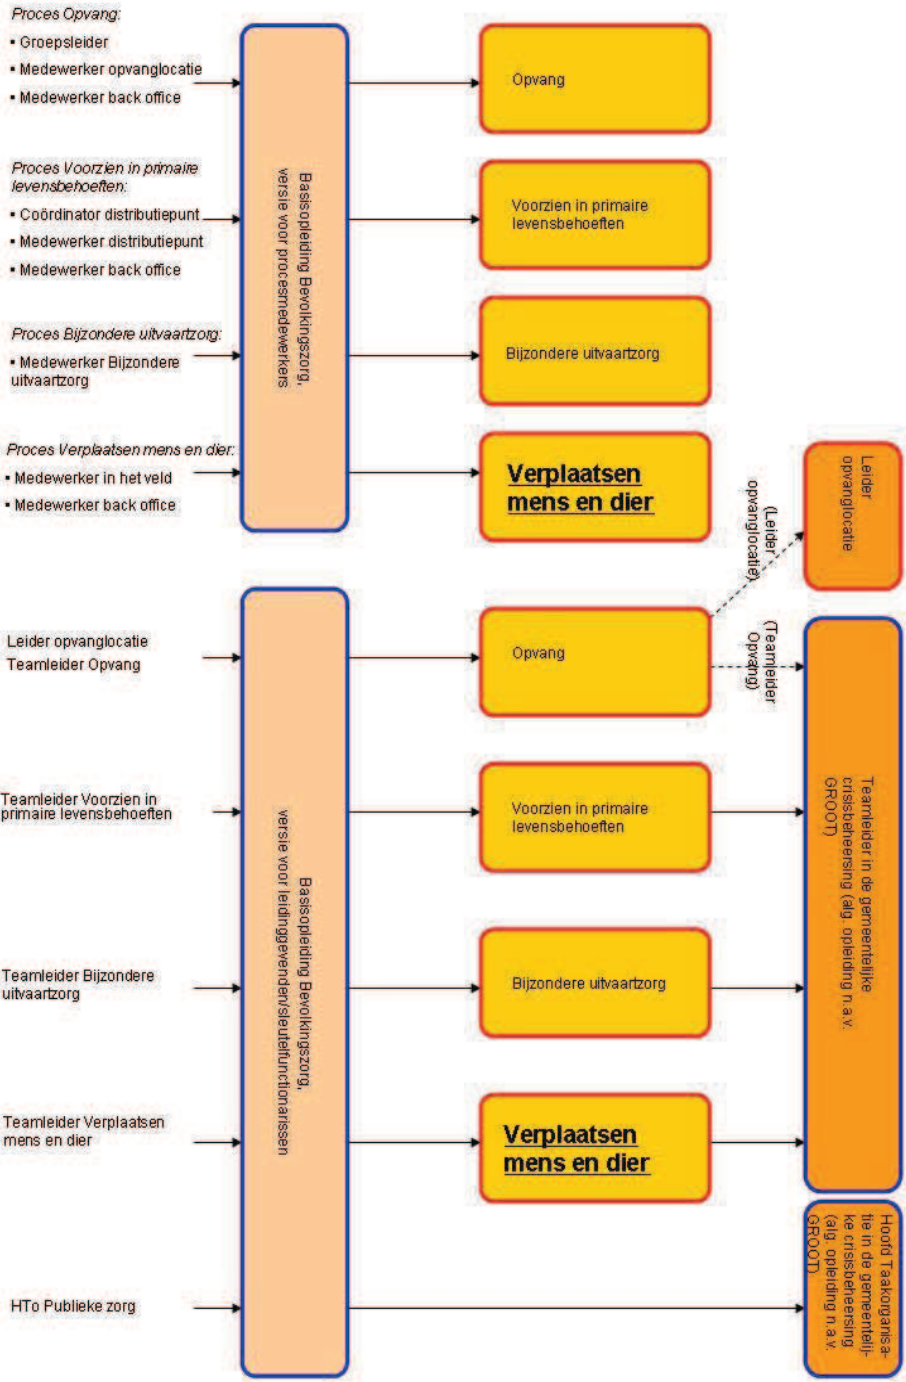 Proces Opvang:
▪ Groepsleider
▪ Medewerker opvanglocatie
▪ Medewerker back office
Proces Voorzien in primaire
levensbehoeften:
▪ Coördinator distributiepunt
▪ Medewerker distributiepunt
▪ Medewerker back office
Proces Bijzondere uitvaartzorg:
▪ Medewerker Bijzondere
uitvaartzorg
Proces Verplaatsen mens en dier:
▪ Medewerker in het veld
▪ Medewerker back office
Basisopleiding Bevolkingszorg,
versie voor procesmedewerkers
Opvang
Voorzien in primaire
levensbehoeften
Bijzondere uitvaartzorg
Verplaatsen
mens en dier
(Leider
opvanglocatie)
Leider
opvanglocatie
Leider opvanglocatie
Teamleider Opvang
Teamleider Voorzien in
primaire levensbehoeften
Teamleider Bijzondere
uitvaartzorg
Teamleider Verplaatsen
mens en dier
HTo Publieke zorg
Basisopleiding Bevolkingszorg,
versie voor leidinggevenden/sleutelfunctionarissen
Opvang
(Teamleider
Opvang)
Voorzien in primaire
levensbehoeften
Bijzondere uitvaartzorg
Verplaatsen
mens en dier
Teamleider in de gemeentelijke
crisisbeheersing (alg. opleiding n.a.v.
GROOT)
Hoofd Taakorganisa-
tie in de gemeentelij-
ke crisisbeheersing
(alg. opleiding n.a.v.
GROOT)